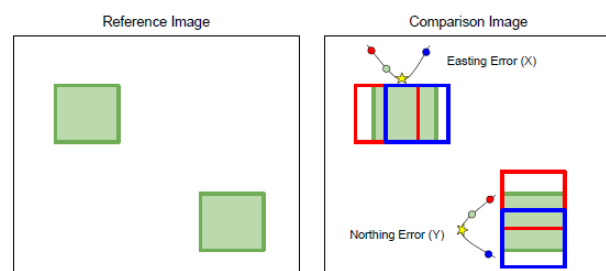 Reference Image
Comparison Image
Easting Error (X)
Northing Error (Y)